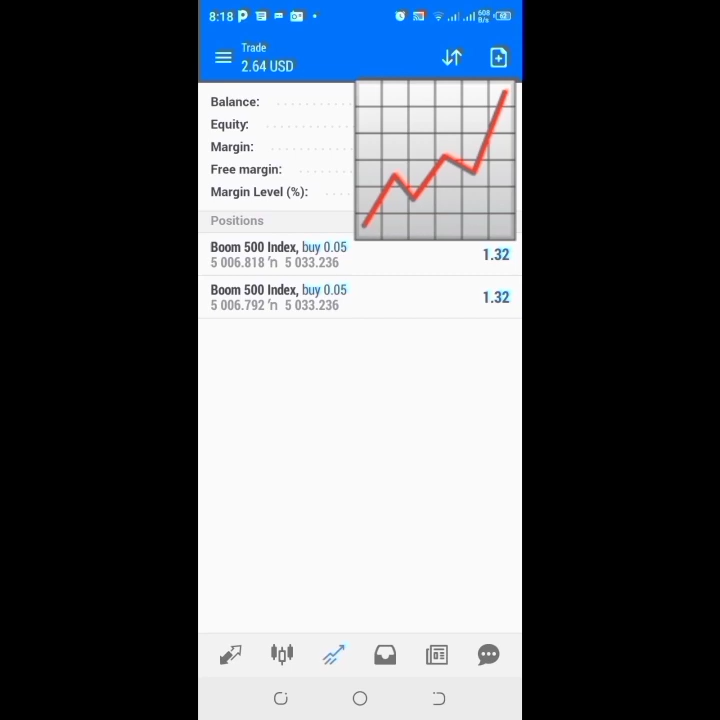 8:18
608
B/s
62
Trade
2.64 USD
Balance:
Equity:
Margin:
Free margin:
Margin Level (%):
Positions
Boom 500 Index, buy 0.05
5 006.818 5 033.236
1.32
Boom 500 Index, buy 0.05
5 006.792 5 033.236
1.32